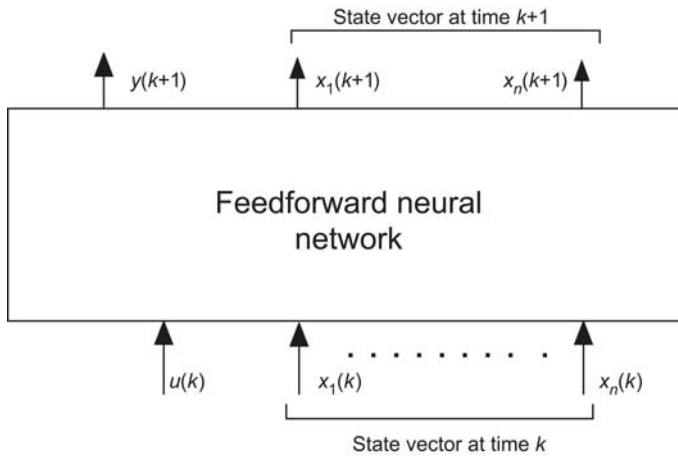 State vector at time k+1
y(k+1) x₁(k+1) xₙ(k+1)
Feedforward neural
network
u(k) x₁(k) xₙ(k)
State vector at time k